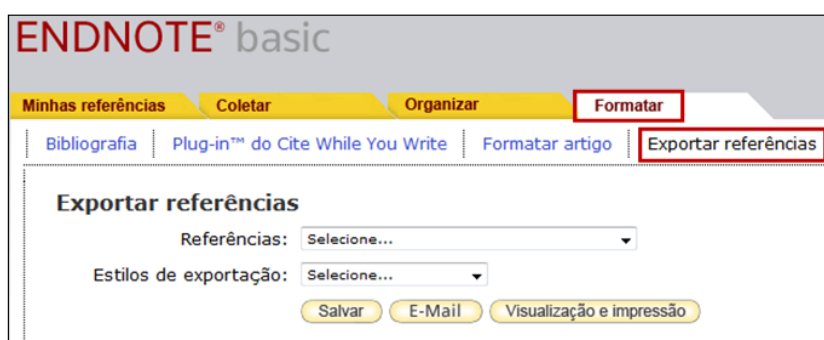 ENDNOTE® basic
Minhas referências Coletar Organizar Formatar
Bibliografia Plug-in™ do Cite While You Write Formatar artigo Exportar referências
Exportar referências
Referências: Selecione...
Estilos de exportação: Selecione...
Salvar E-Mail Visualização e impressão